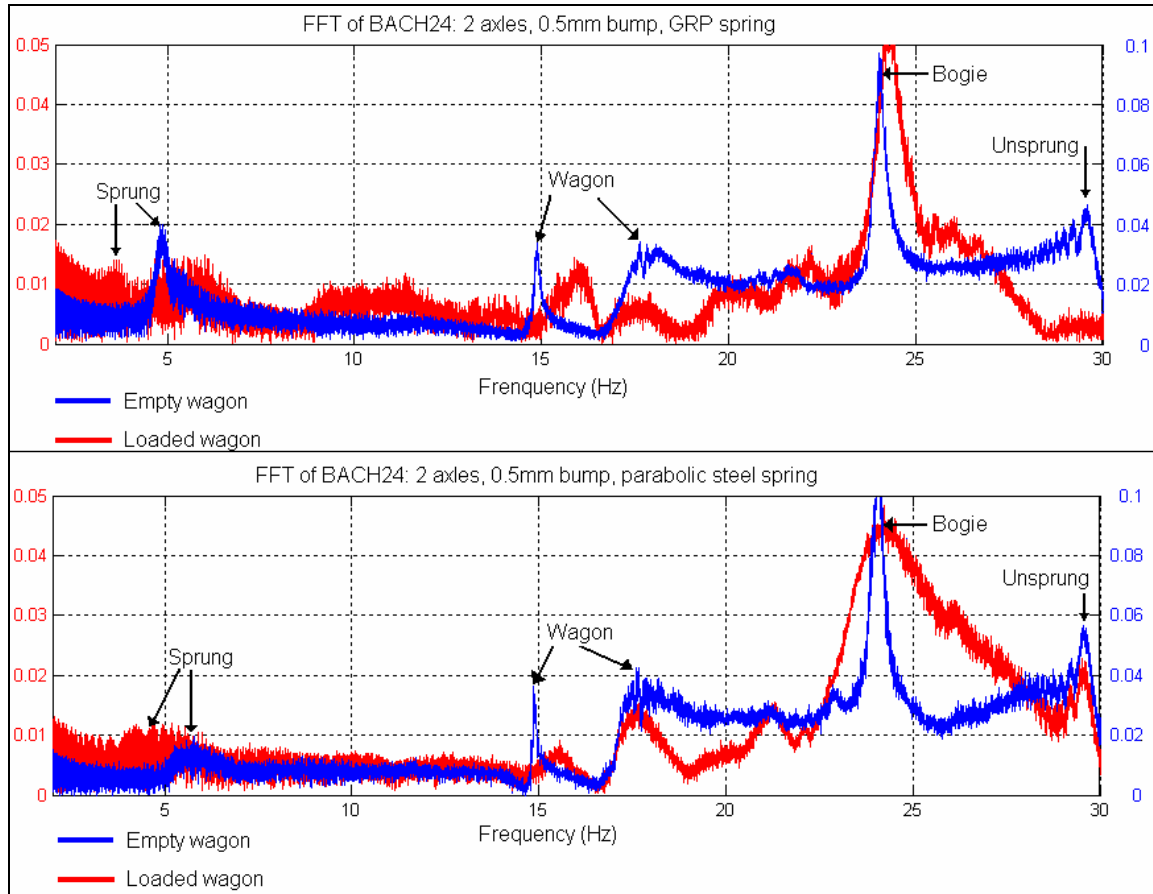 FFT of BACH24: 2 axles, 0.5mm bump, GRP spring
0.05 0.1
Bogie
0.04 0.08
Unsprung
0.03 0.06
Sprung Wagon
0.02 0.04
0.01 0.02
0 0
5 10 15 20 25 30
Frenquency (Hz)
Empty wagon
Loaded wagon
FFT of BACH24: 2 axles, 0.5mm bump, parabolic steel spring
0.05 0.1
Bogie
0.04 0.08
Unsprung
0.03 0.06
Wagon
Sprung
0.02 0.04
0.01 0.02
0 0
5 10 15 20 25 30
Frequency (Hz)
Empty wagon
Loaded wagon